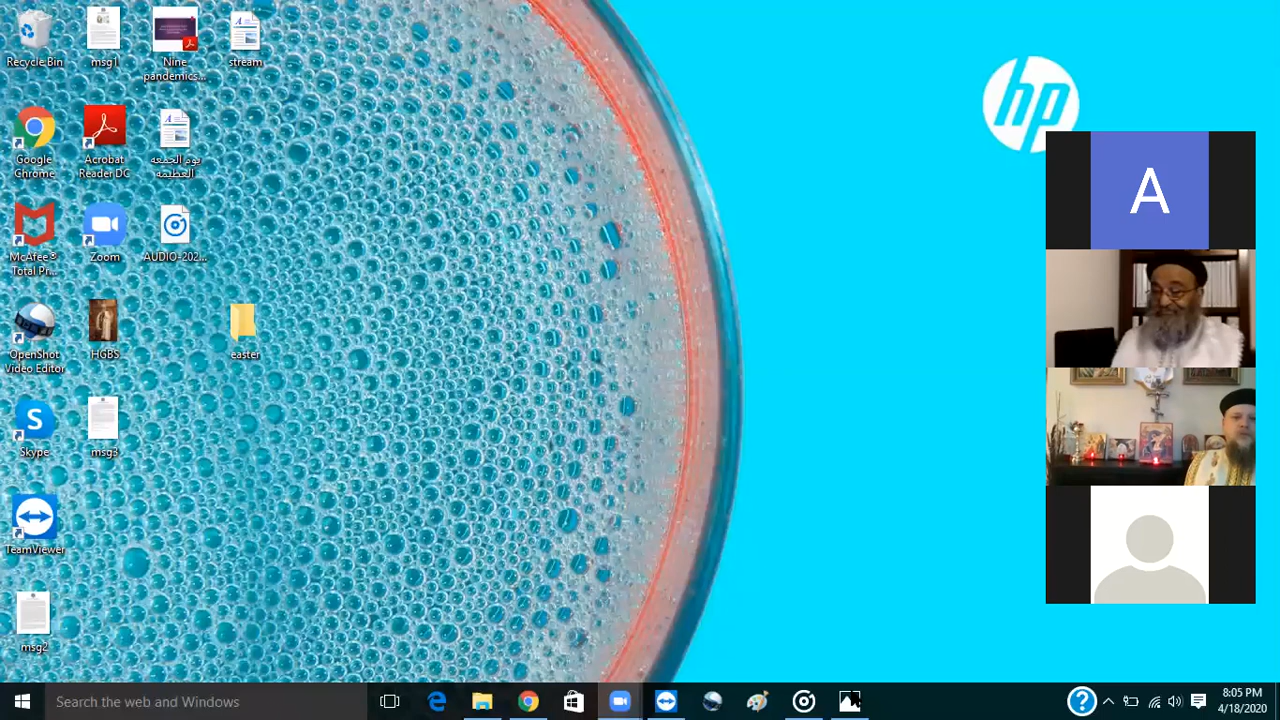 Recycle Bin
msg1
Nine
pandemics...
stream
Google
Chrome
Acrobat
Reader DC
يوم الجمعه
العظيمه
McAfee®
Total Pr...
Zoom
AUDIO-202...
OpenShot
Video Editor
HGBS
easter
Skype
msg3
TeamViewer
msg2
hp
A
Search the web and Windows
8:05 PM
4/18/2020